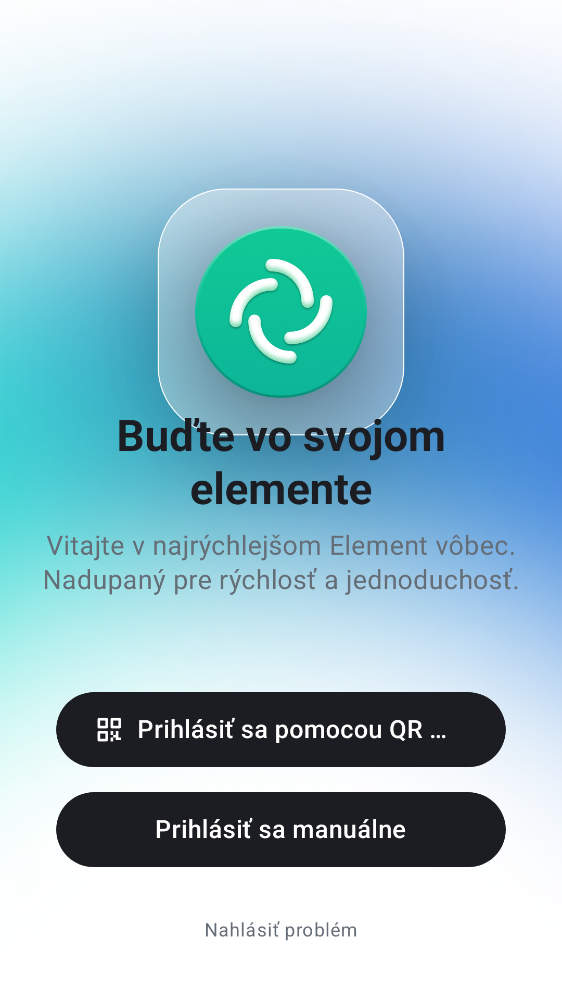 Buďte vo svojom
elemente
Vitajte v najrýchlejšom Element vôbec.
Nadupaný pre rýchlosť a jednoduchosť.
Prihlásiť sa pomocou QR ...
Prihlásiť sa manuálne
Nahlásiť problém